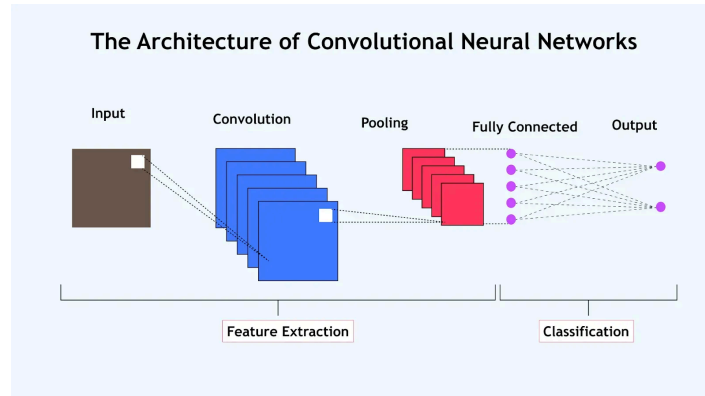 The Architecture of Convolutional Neural Networks
Input
Convolution
Pooling
Fully Connected
Output
Feature Extraction
Classification